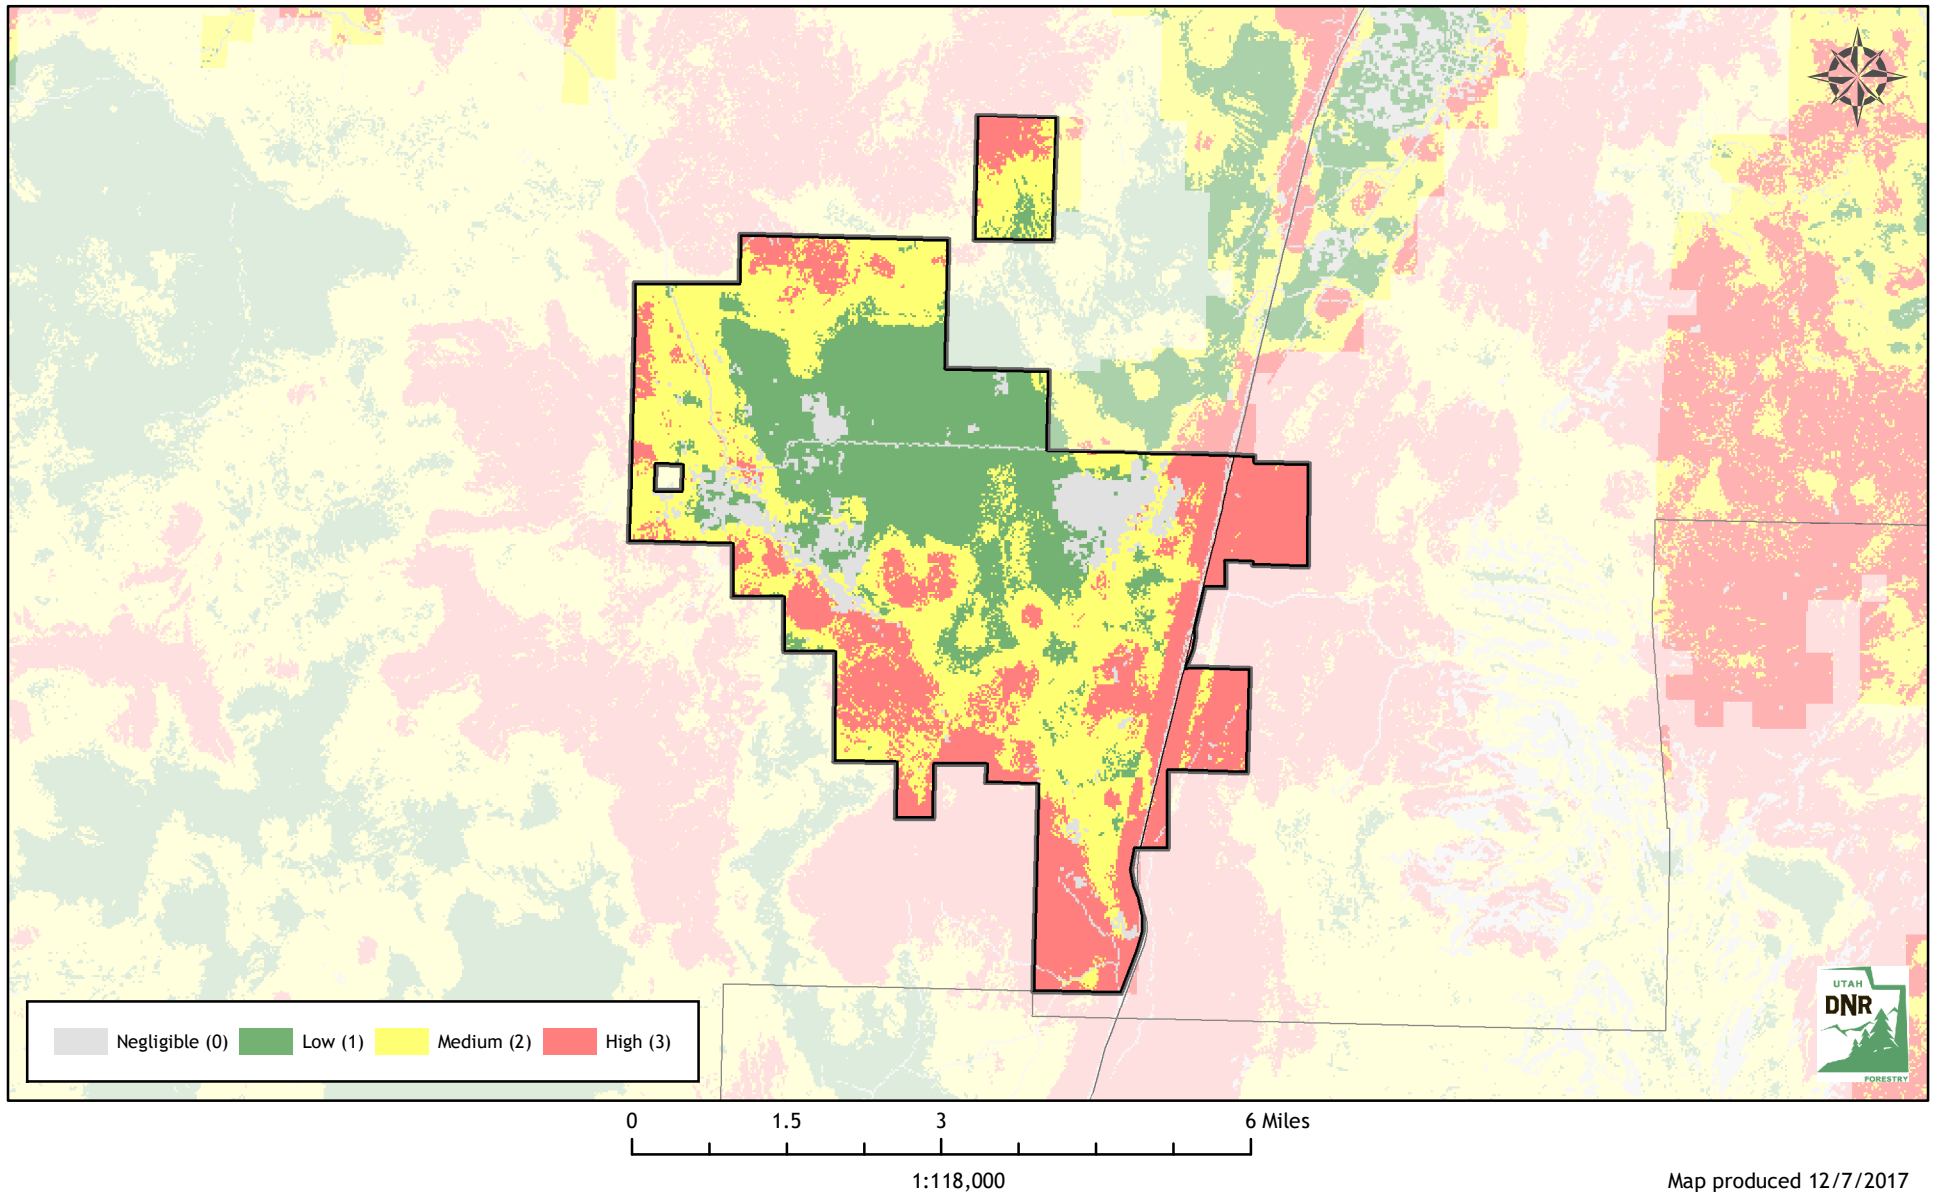 UTAH
DNR
FORESTRY
Negligible (0) Low (1) Medium (2) High (3)
0 1.5 3 6 Miles
1:118,000
Map produced 12/7/2017